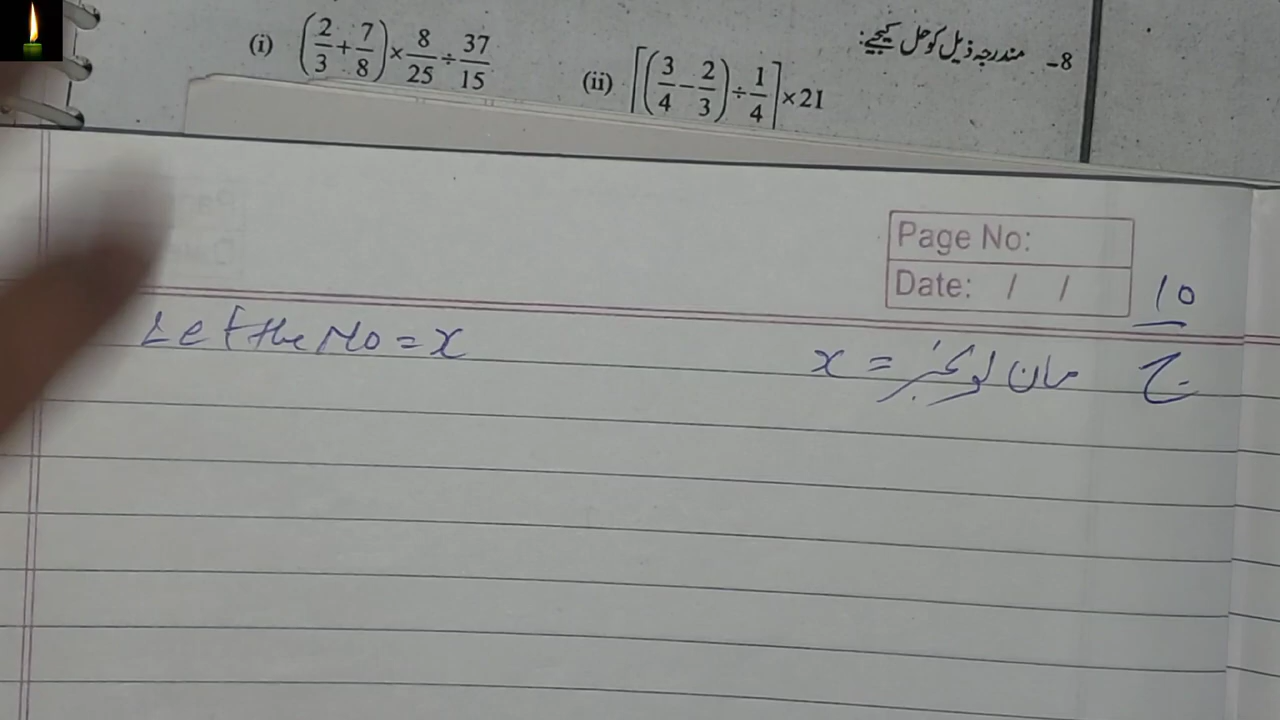 8۔ مندرجہ ذیل کو حل کیجیے:
(i) (2/3 + 7/8) × 8/25 ÷ 37/15
(ii) [(3/4 − 2/3) ÷ 1/4] × 21
Page No:
Date: / /
10
Let the No = x
ج مان لو نمبر = x